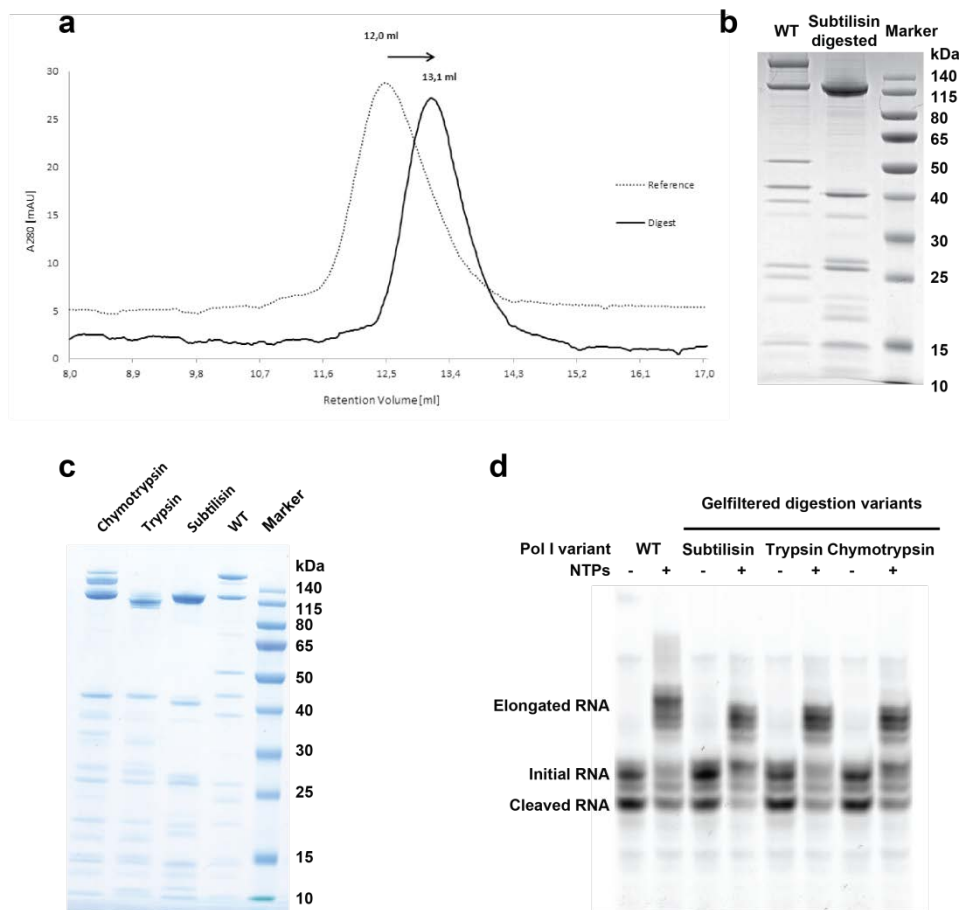 a
12,0 ml
13,1 ml
30
25
20
15
10
5
0
A280 [mAU]
Reference
Digest
8,0 8,9 9,8 10,7 11,6 12,5 13,4 14,3 15,2 16,1 17,0
Retention Volume [ml]
b
WT Subtilisin digested Marker
kDa
140
115
80
65
50
40
30
25
15
10
c
Chymotrypsin Trypsin Subtilisin WT Marker
kDa
140
115
80
65
50
40
30
25
15
10
d
Gelfiltered digestion variants
Pol I variant WT Subtilisin Trypsin Chymotrypsin
NTPs - + - + - + - +
Elongated RNA
Initial RNA
Cleaved RNA